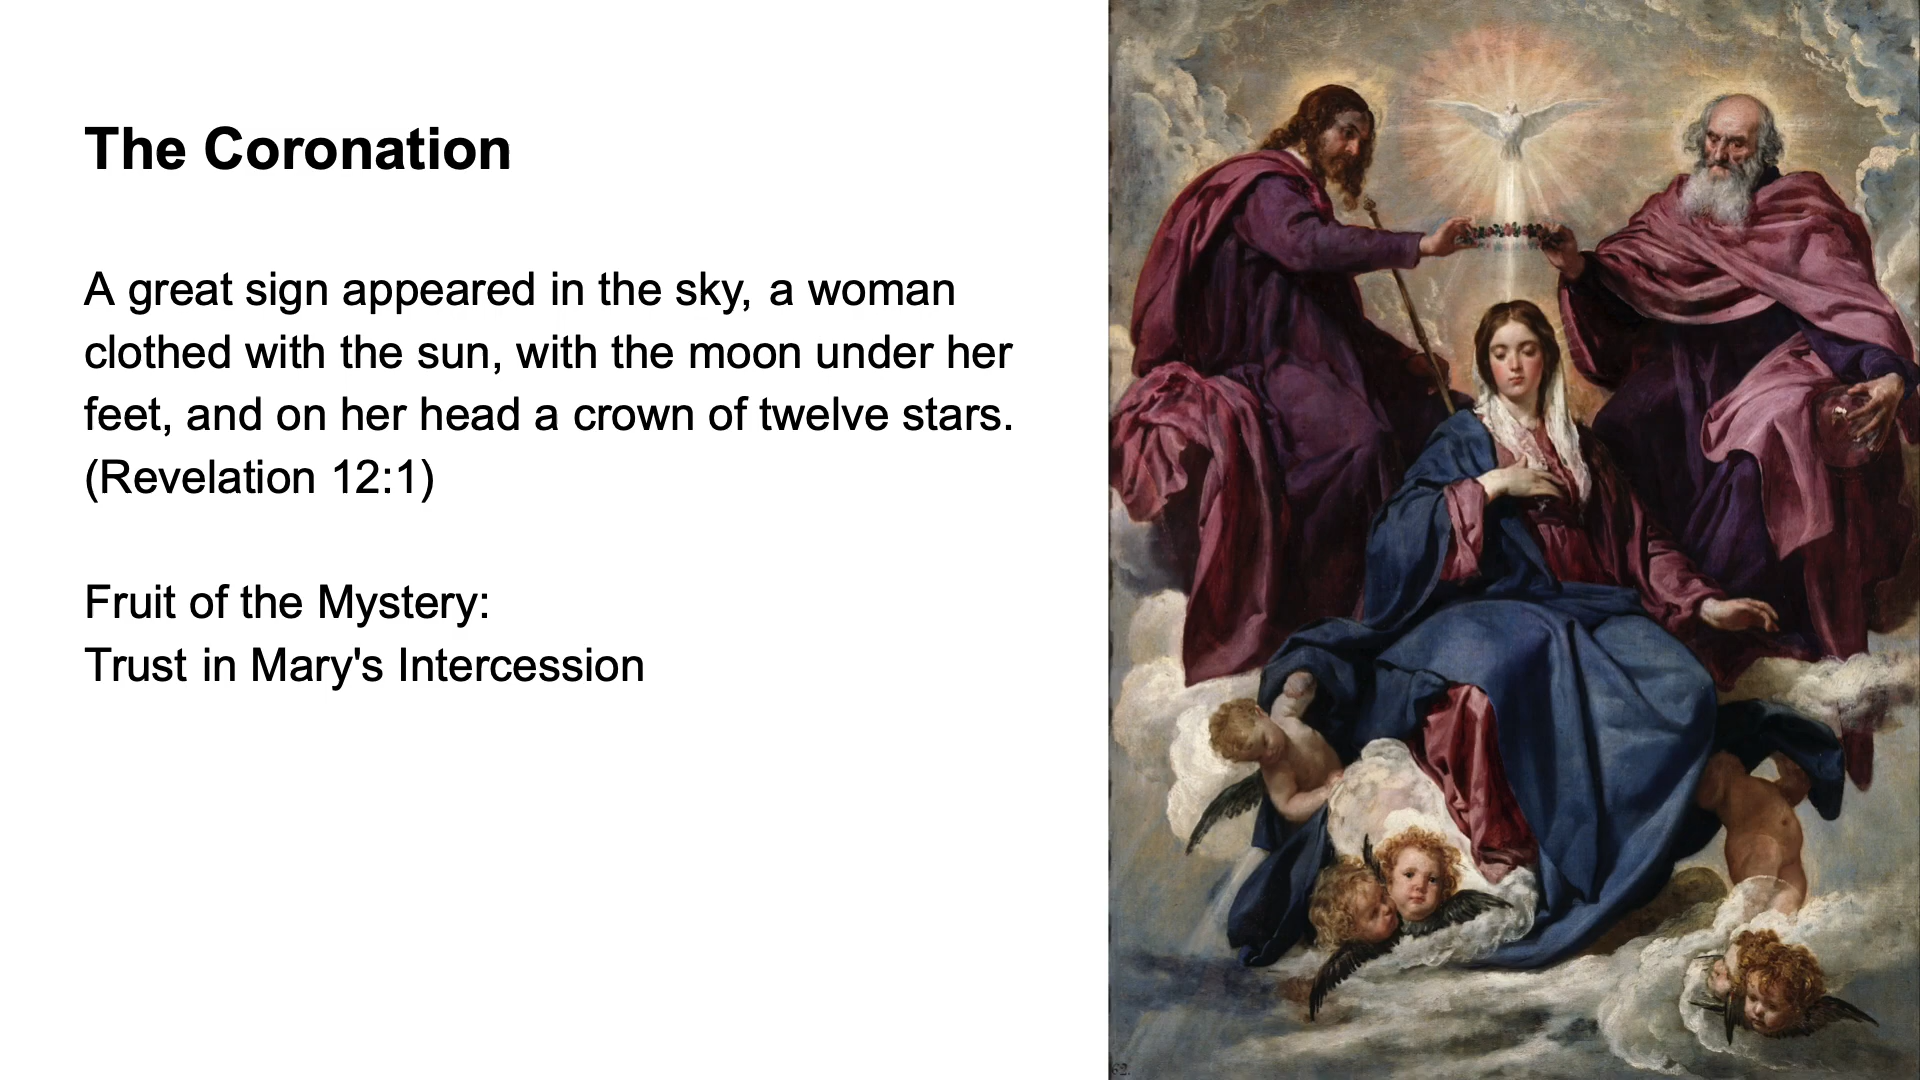 The Coronation
A great sign appeared in the sky, a woman
clothed with the sun, with the moon under her
feet, and on her head a crown of twelve stars.
(Revelation 12:1)
Fruit of the Mystery:
Trust in Mary's Intercession
62.